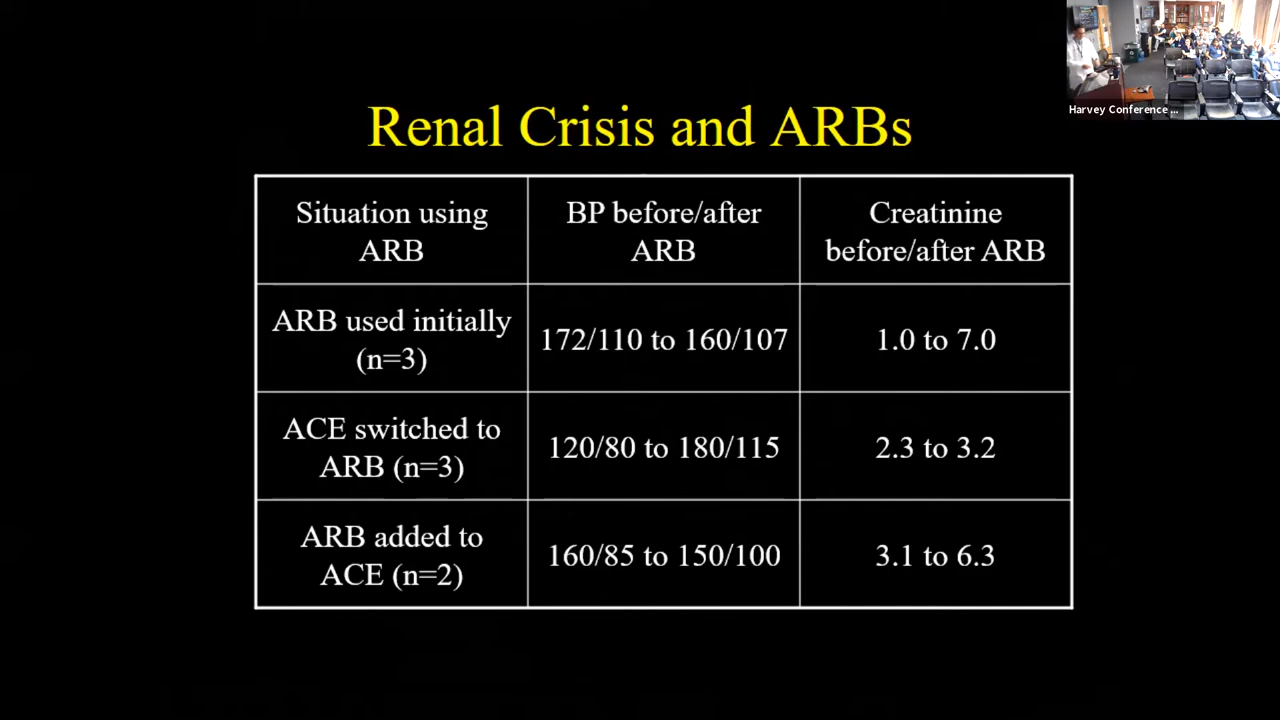 Harvey Conference ...
Renal Crisis and ARBs
Situation using
ARB
BP before/after
ARB
Creatinine
before/after ARB
ARB used initially
(n=3)
172/110 to 160/107
1.0 to 7.0
ACE switched to
ARB (n=3)
120/80 to 180/115
2.3 to 3.2
ARB added to
ACE (n=2)
160/85 to 150/100
3.1 to 6.3